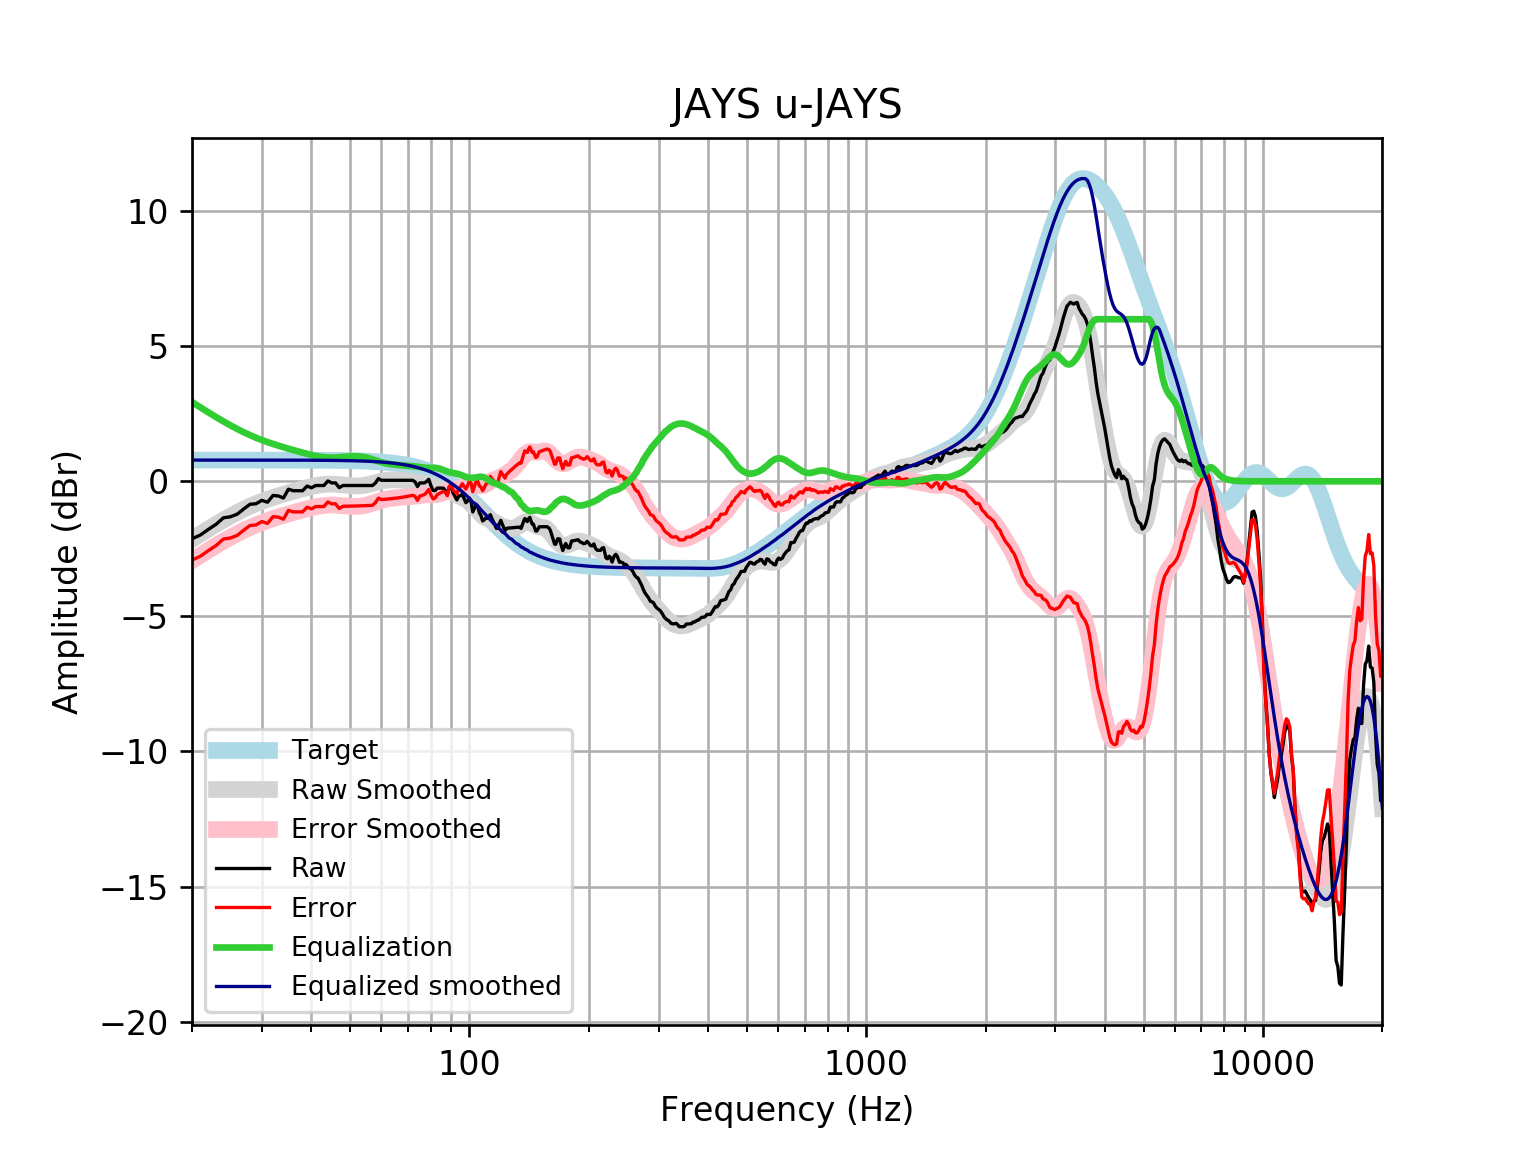 JAYS u-JAYS
10
5
0
−5
−10
−15
−20
Amplitude (dBr)
Target
Raw Smoothed
Error Smoothed
Raw
Error
Equalization
Equalized smoothed
100
1000
10000
Frequency (Hz)